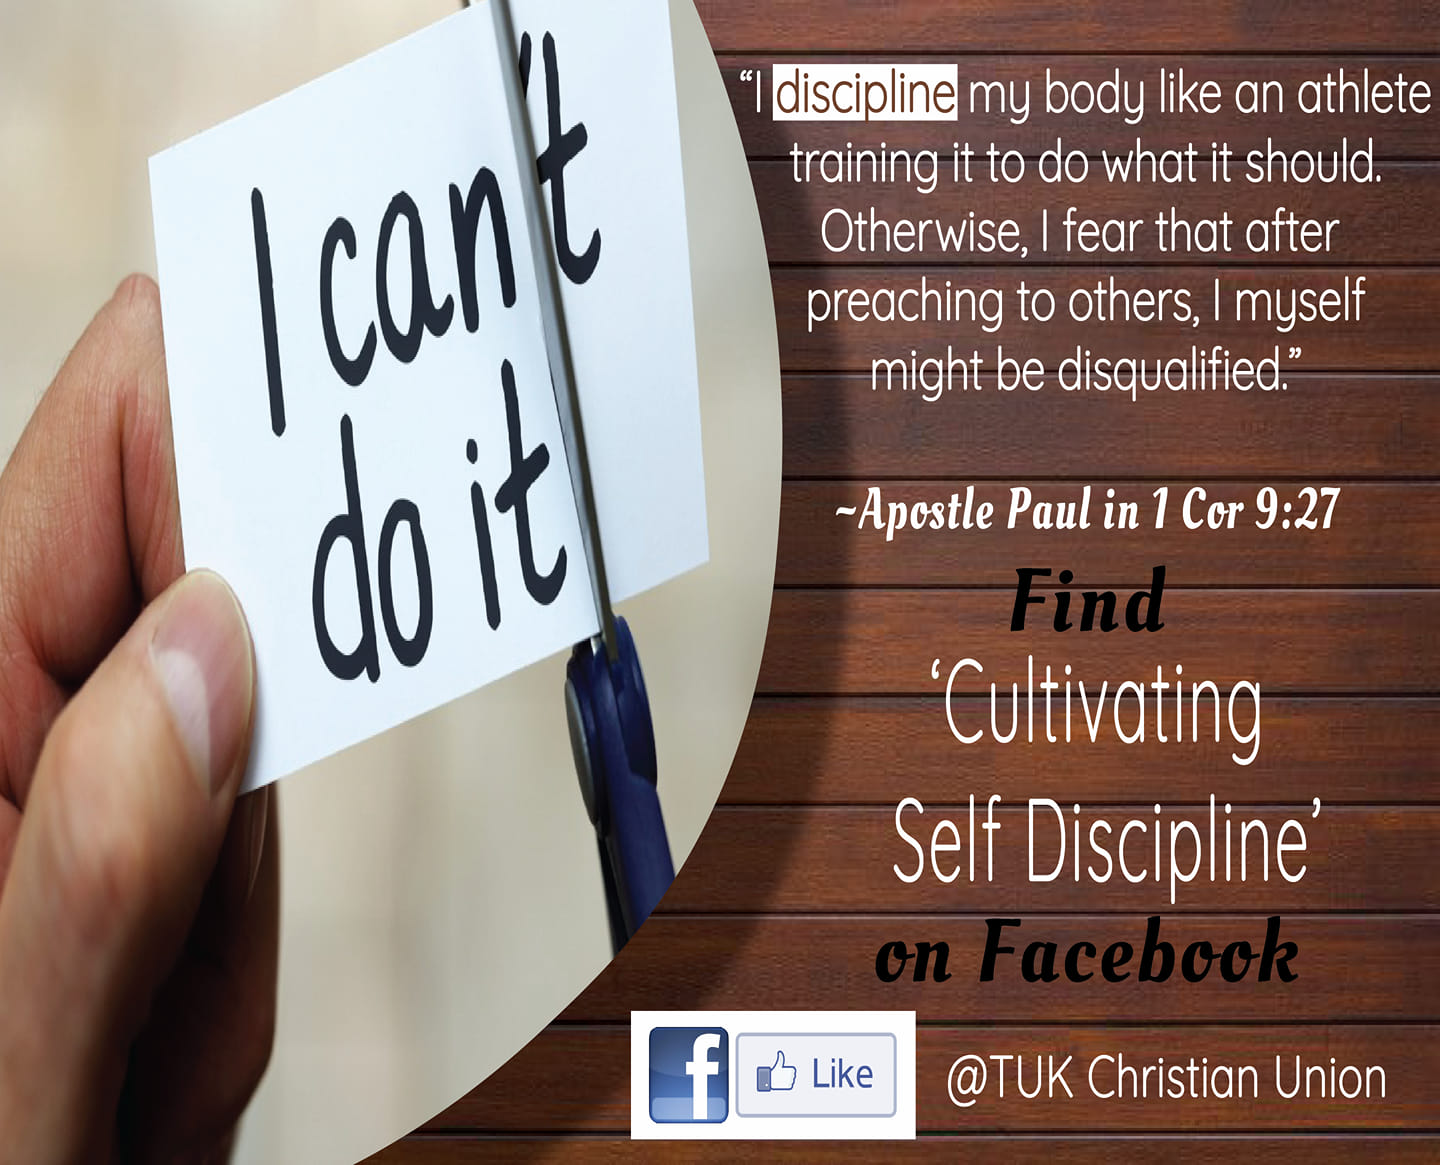 I can't
do it
“I discipline my body like an athlete
training it to do what it should.
Otherwise, I fear that after
preaching to others, I myself
might be disqualified.”
~Apostle Paul in 1 Cor 9:27
Find
‘Cultivating
Self Discipline’
on Facebook
f Like @TUK Christian Union